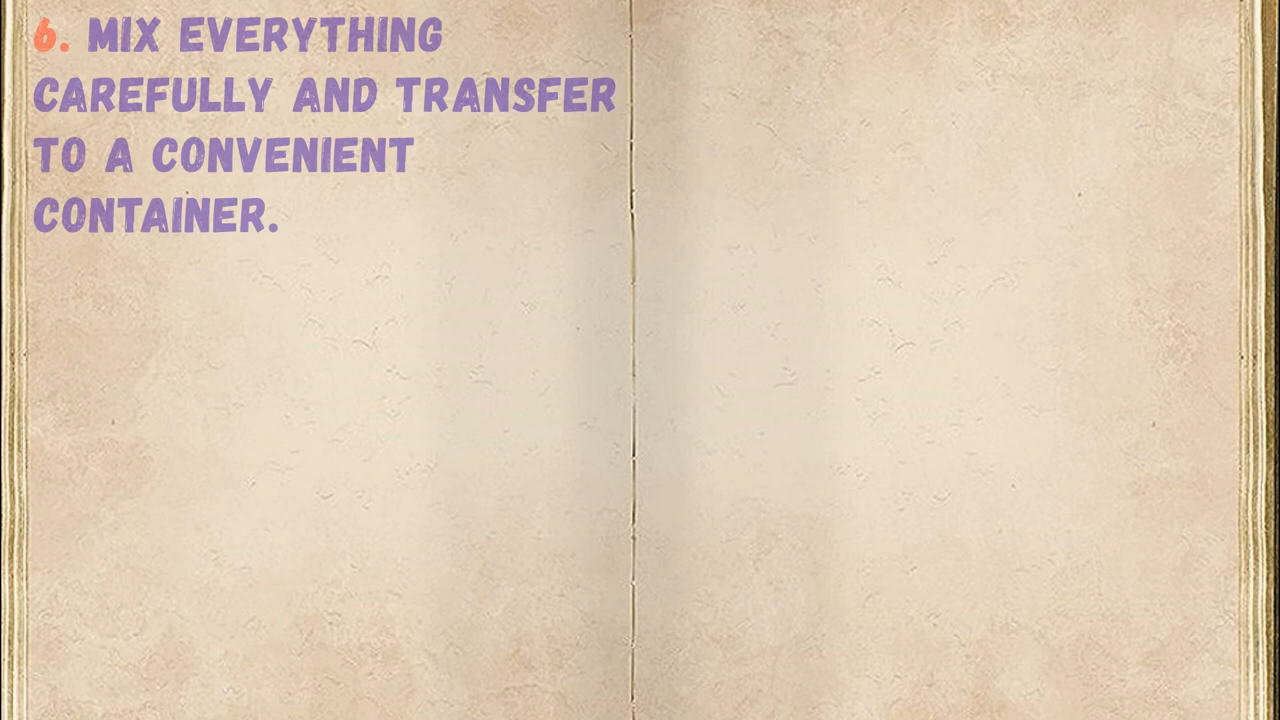 6. MIX EVERYTHING
CAREFULLY AND TRANSFER
TO A CONVENIENT
CONTAINER.